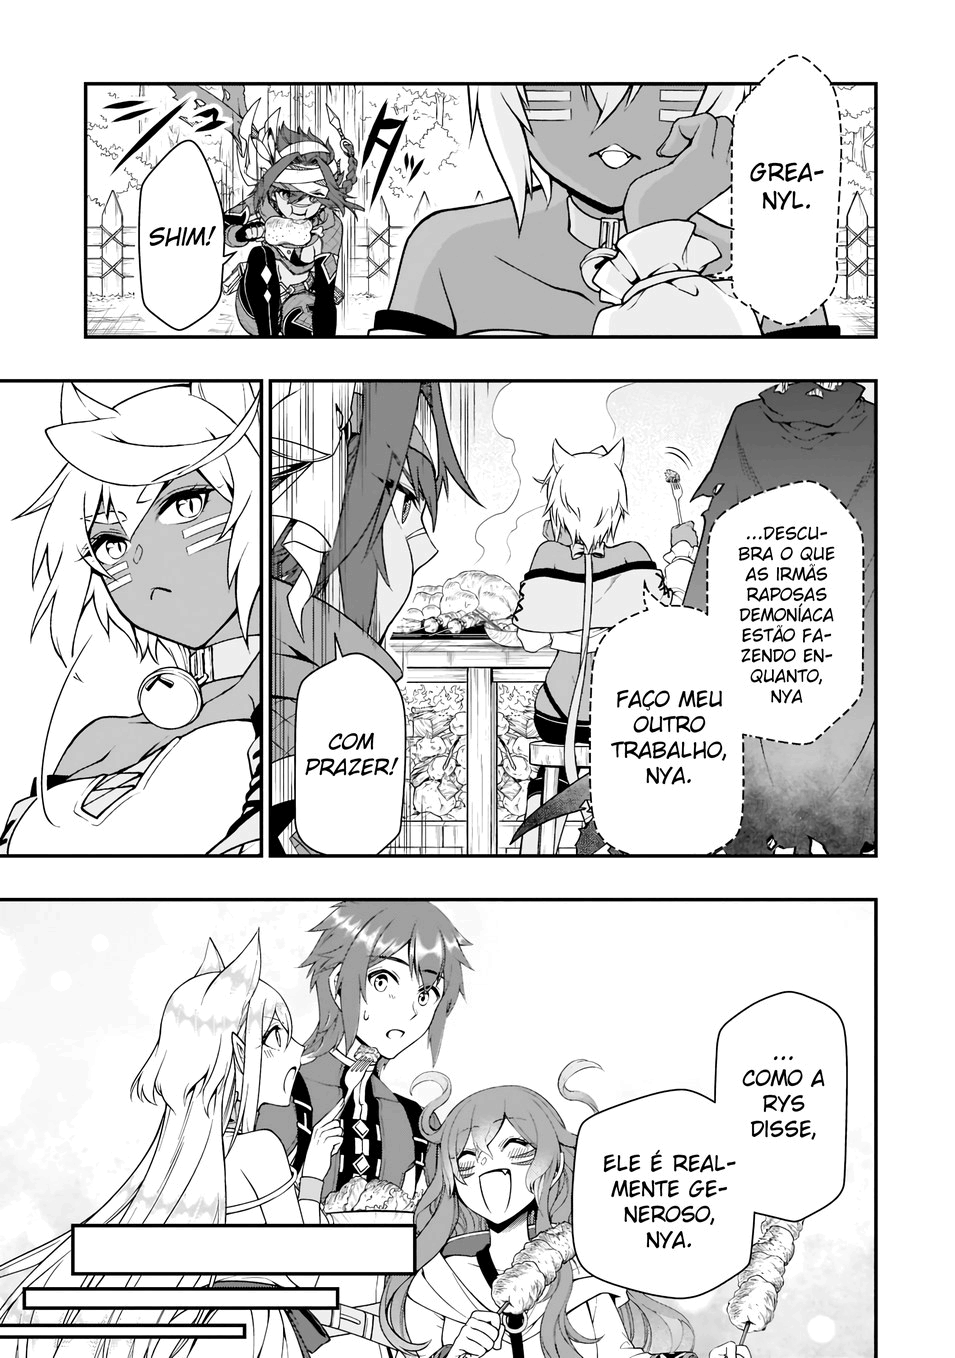 GREA-
NYL.
SHIM!
...DESCU-
BRA O QUE
AS IRMÃS
RAPOSAS
DEMONÍACA
ESTÃO FA-
ZENDO EN-
QUANTO,
NYA
FAÇO MEU
OUTRO
TRABALHO,
NYA.
COM
PRAZER!
...
COMO A
RYS
DISSE,
ELE É REAL-
MENTE GE-
NEROSO,
NYA.